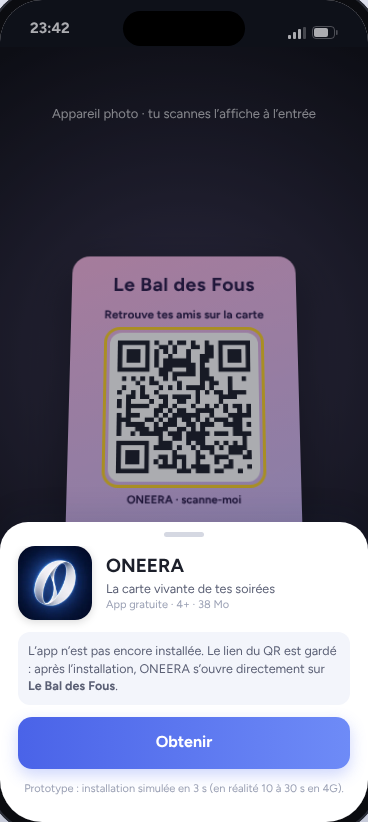 23:42
Appareil photo · tu scannes l’affiche à l’entrée
Le Bal des Fous
Retrouve tes amis sur la carte
ONEERA · scanne-moi
ONEERA
La carte vivante de tes soirées
App gratuite · 4+ · 38 Mo
L’app n’est pas encore installée. Le lien du QR est gardé
: après l’installation, ONEERA s’ouvre directement sur
Le Bal des Fous.
Obtenir
Prototype : installation simulée en 3 s (en réalité 10 à 30 s en 4G).